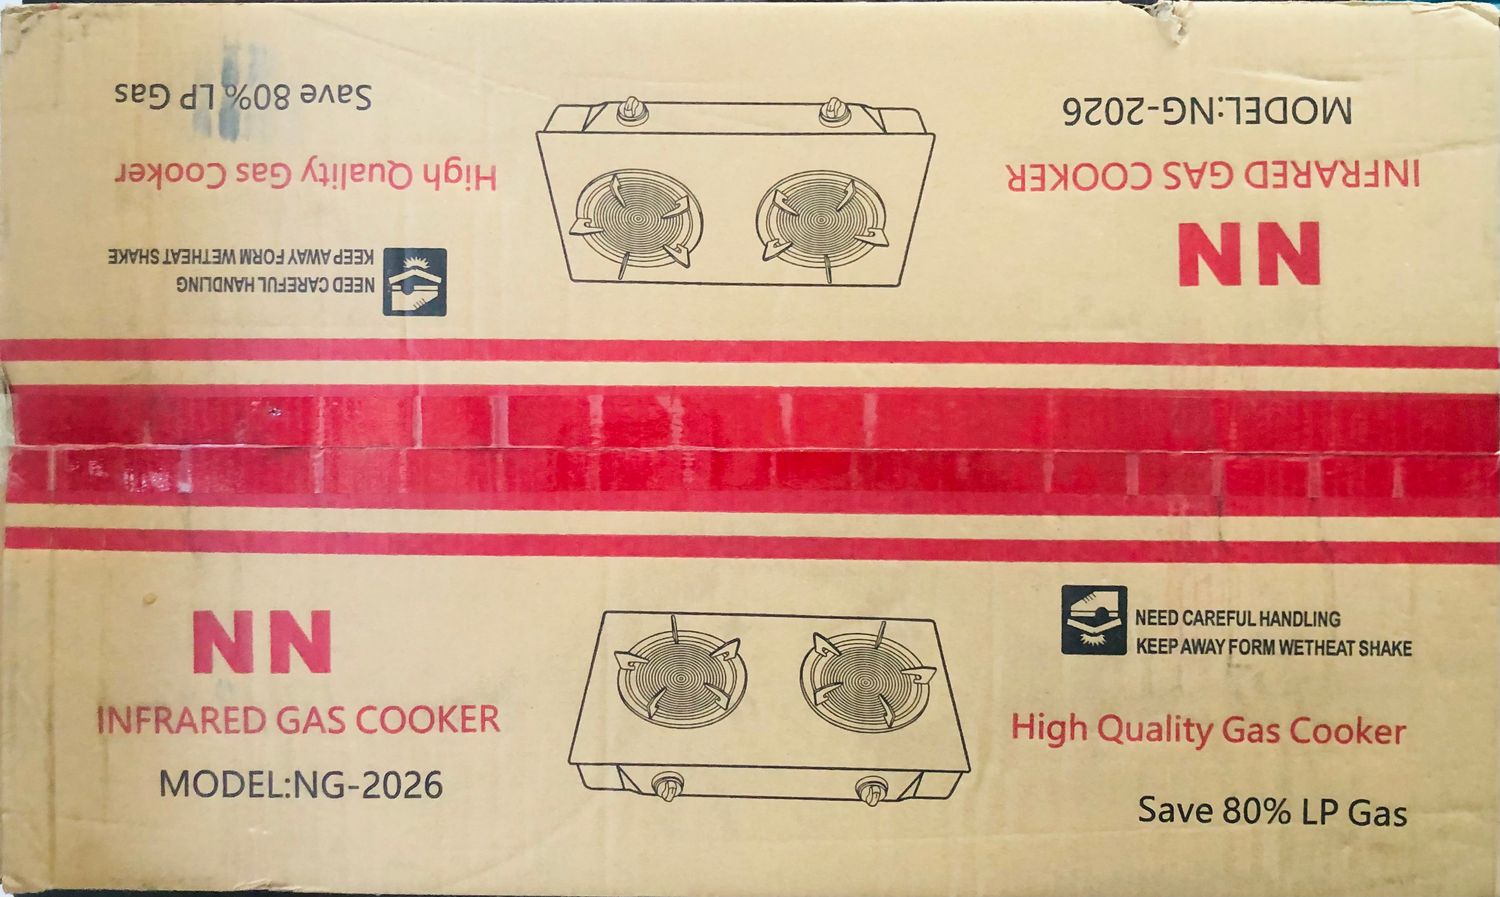 Save 80% LP Gas
High Quality Gas Cooker
KEEP AWAY FORM WETHEAT SHAKE
NEED CAREFUL HANDLING
MODEL:NG-2026
INFRARED GAS COOKER
NN
NN
INFRARED GAS COOKER
MODEL:NG-2026
NEED CAREFUL HANDLING
KEEP AWAY FORM WETHEAT SHAKE
High Quality Gas Cooker
Save 80% LP Gas